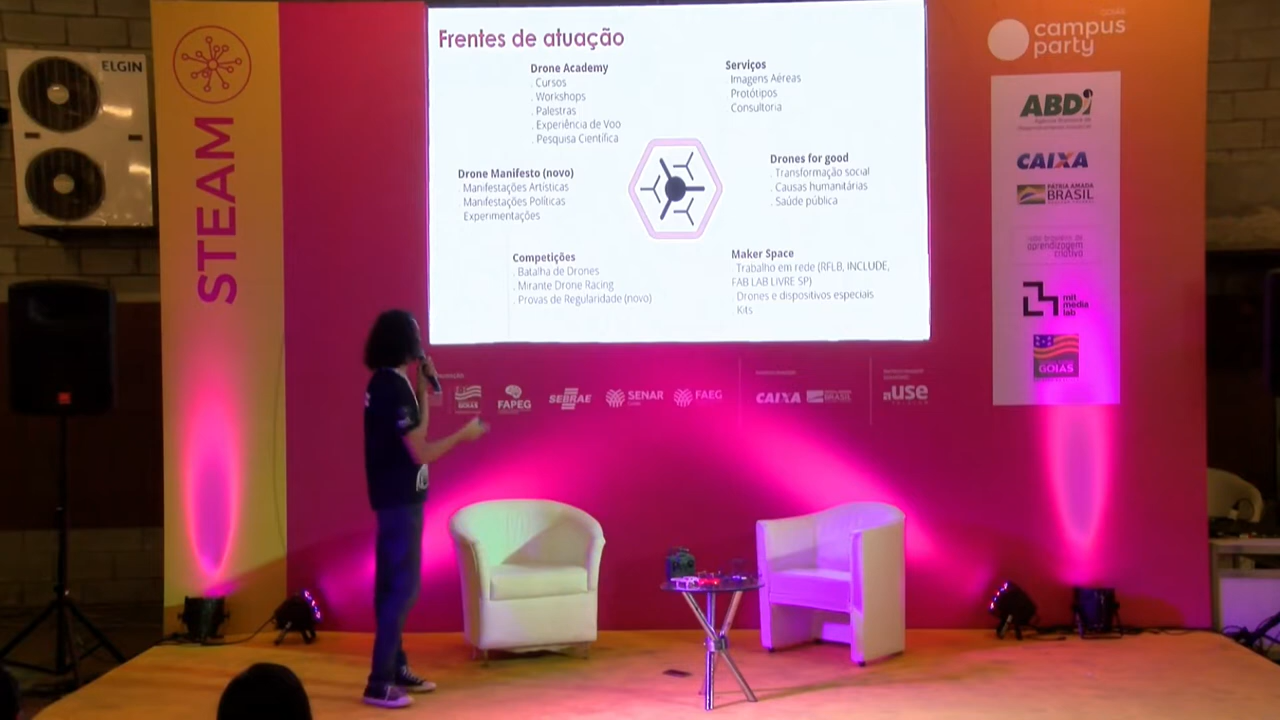 Frentes de atuação
Drone Academy
. Cursos
. Workshops
. Palestras
. Experiência de Voo
. Pesquisa Científica
Serviços
. Imagens Aéreas
. Protótipos
. Consultoria
Drone Manifesto (novo)
. Manifestações Artísticas
. Manifestações Políticas
Experimentações
Drones for good
. Transformação social
. Causas humanitárias
. Saúde pública
Competições
. Batalha de Drones
. Mirante Drone Racing
. Provas de Regularidade (novo)
Maker Space
. Trabalho em rede (RFLB, INCLUDE,
FAB LAB LIVRE SP)
. Drones e dispositivos especiais
. Kits
ELGIN
STEAM
campus
party
ABDi
CAIXA
PÁTRIA AMADA
BRASIL
aprendizagem
criativa
mit
media
lab
GOIÁS
GOIÁS
FAPEG
SEBRAE
SENAR
FAEG
CAIXA
BRASIL
USE